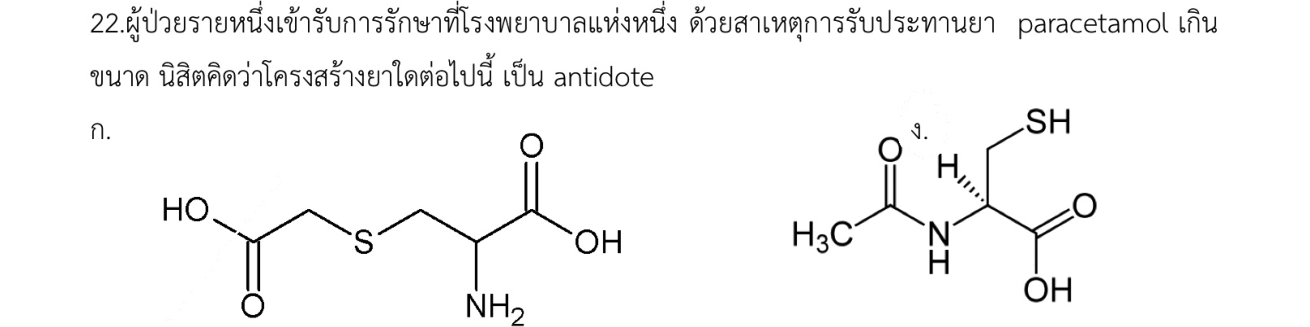 22.ผู้ป่วยรายหนึ่งเข้ารับการรักษาที่โรงพยาบาลแห่งหนึ่ง ด้วยสาเหตุการรับประทานยา paracetamol เกิน
ขนาด นิสิตคิดว่าโครงสร้างยาใดต่อไปนี้ เป็น antidote
ก.
HO
O
S
NH2
O
OH
ง.
H3C
O
N
H
H
SH
O
OH